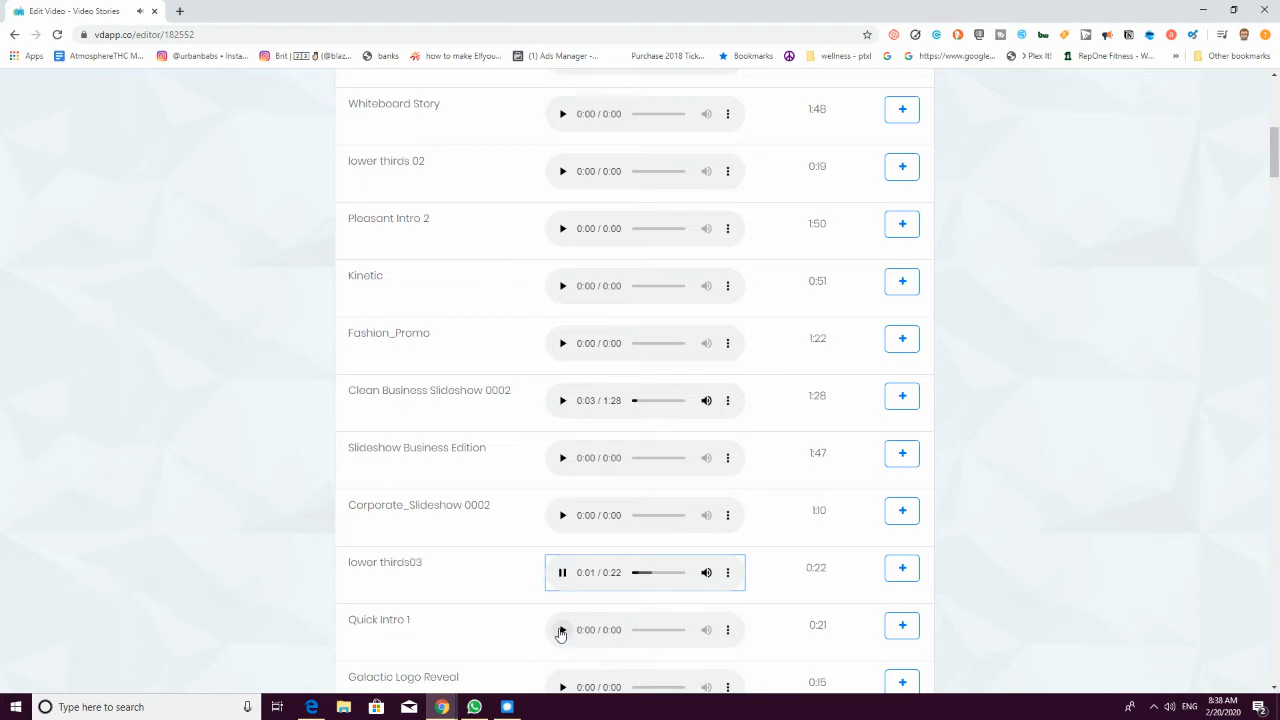 Edit Video - Video Stories
vdapp.co/editor/182552
Apps AtmosphereTHC M... @urbanbabs • Insta... Brit | 🅩🅩🅩 | @blaz... banks how to make Elfyou... (1) Ads Manager -... Purchase 2018 Tick... Bookmarks wellness - ptxl https://www.google... > Plex It! RepOne Fitness - W... » Other bookmarks
Whiteboard Story 0:00 / 0:00 1:48 +
lower thirds 02 0:00 / 0:00 0:19 +
Pleasant Intro 2 0:00 / 0:00 1:50 +
Kinetic 0:00 / 0:00 0:51 +
Fashion_Promo 0:00 / 0:00 1:22 +
Clean Business Slideshow 0002 0:03 / 1:28 1:28 +
Slideshow Business Edition 0:00 / 0:00 1:47 +
Corporate_Slideshow 0002 0:00 / 0:00 1:10 +
lower thirds03 0:01 / 0:22 0:22 +
Quick Intro 1 0:00 / 0:00 0:21 +
Galactic Logo Reveal 0:00 / 0:00 0:15 +
Type here to search
ENG
8:38 AM
2/20/2020
2